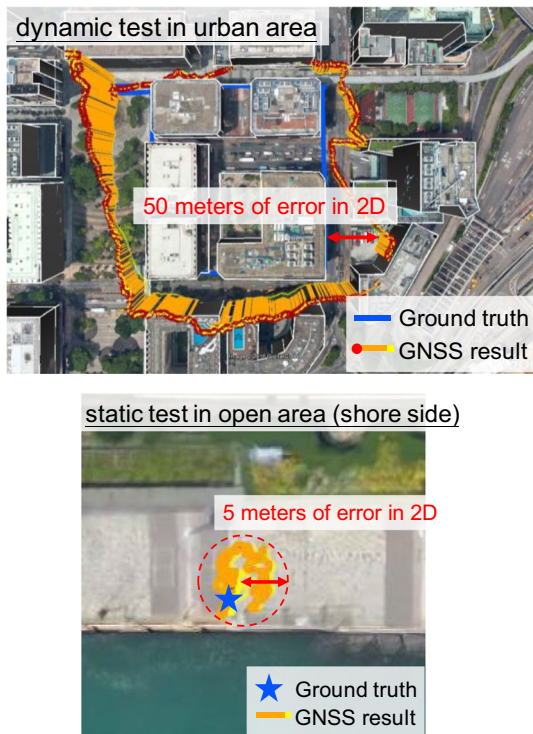 dynamic test in urban area
50 meters of error in 2D
Ground truth
GNSS result
static test in open area (shore side)
5 meters of error in 2D
Ground truth
GNSS result